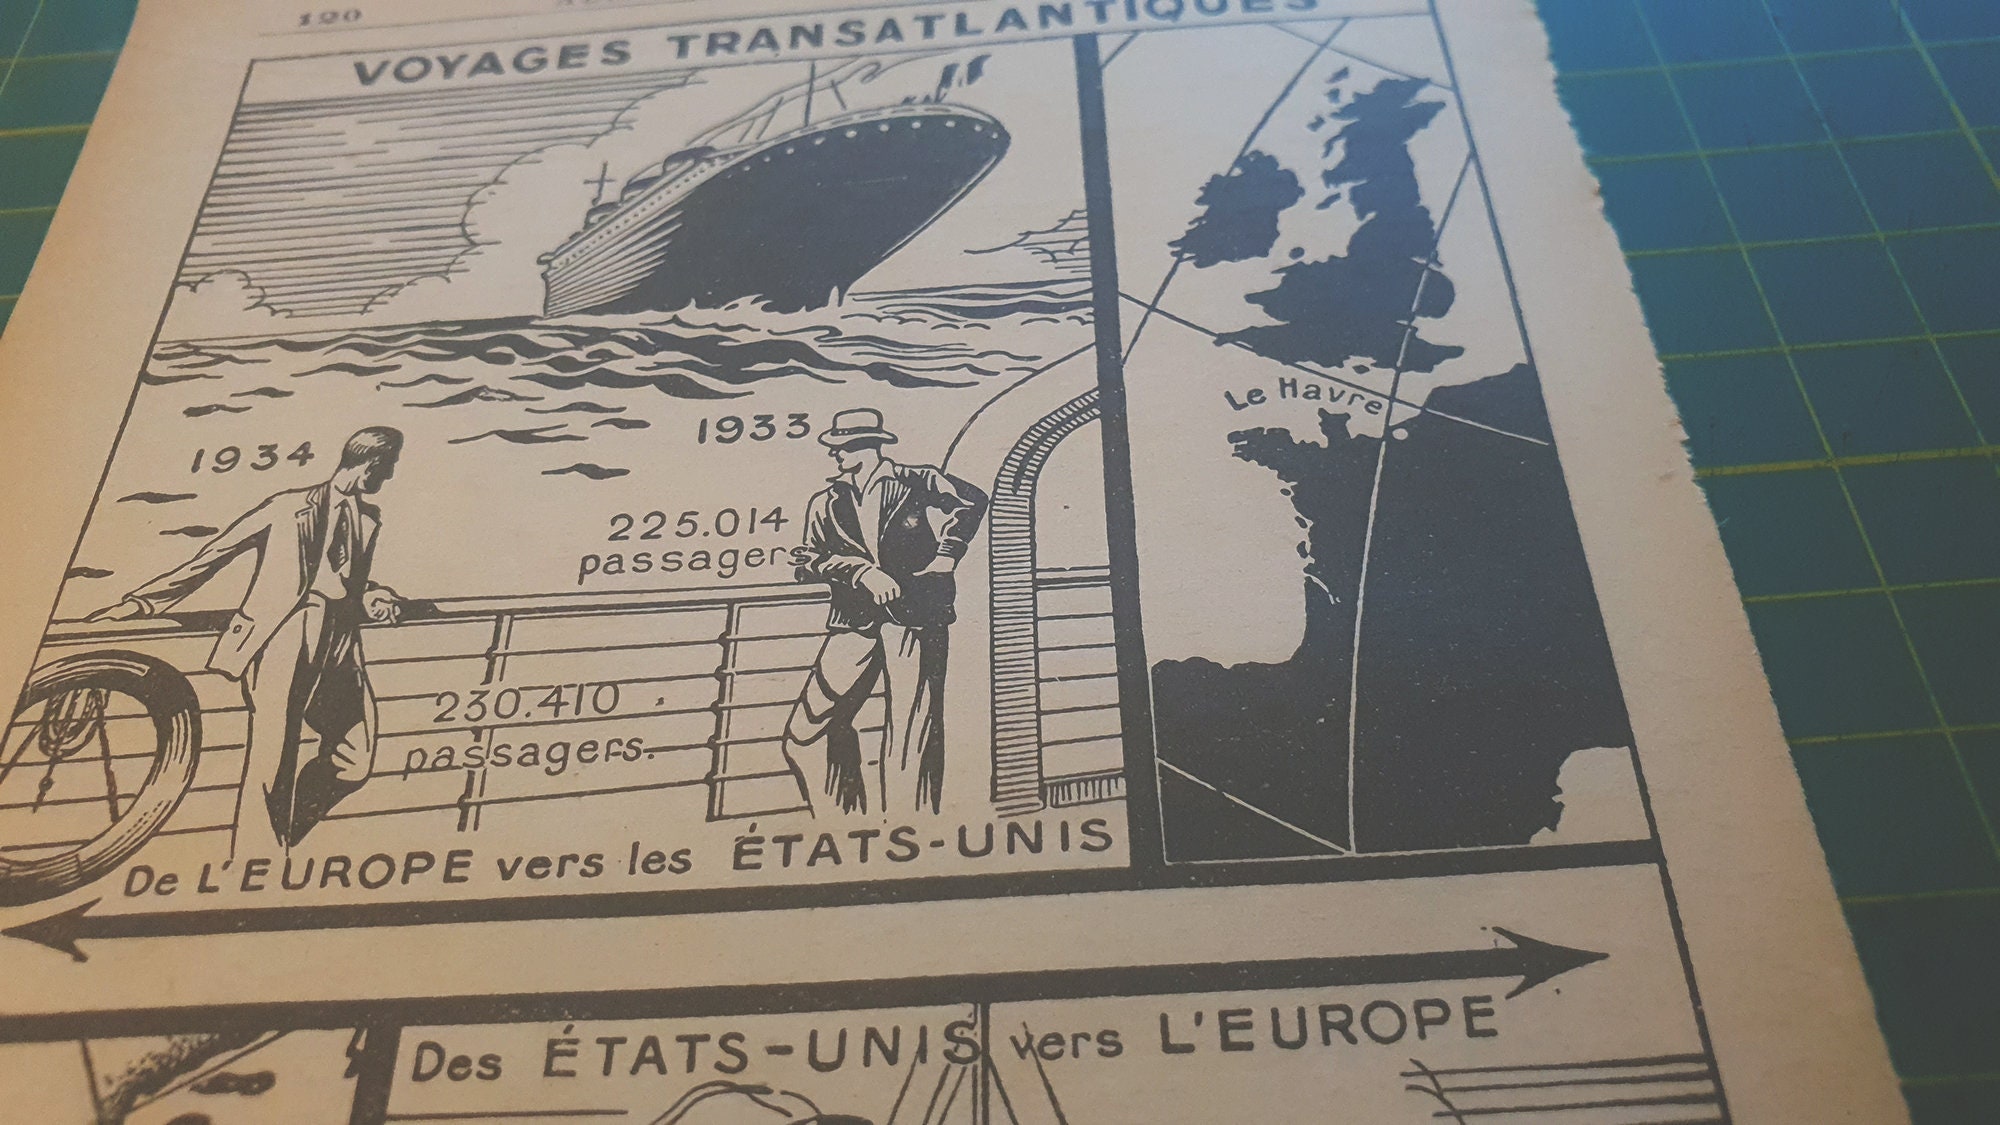 120
VOYAGES TRANSATLANTIQUES
1934
1933
225.014
passagers
230.410
passagers.
Le Havre
De L'EUROPE vers les ÉTATS-UNIS
Des ÉTATS-UNIS vers L'EUROPE